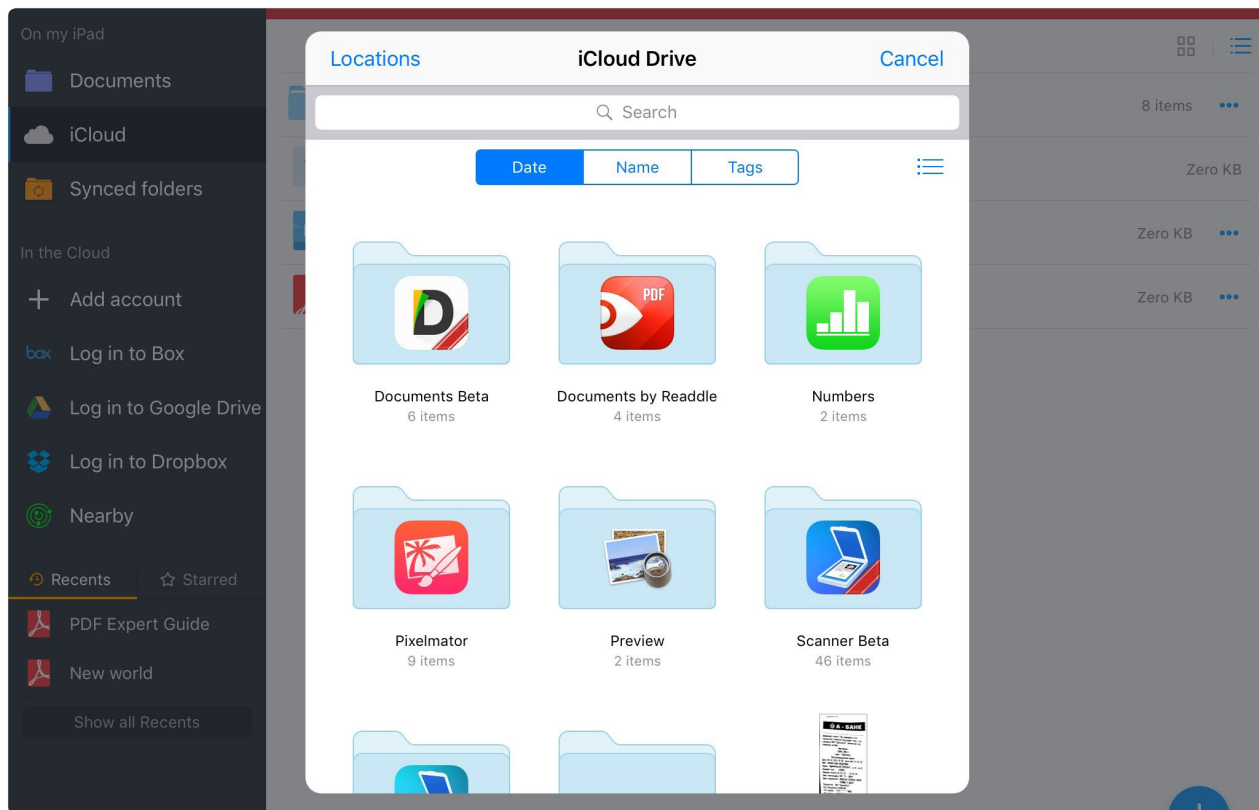 On my iPad
Documents
iCloud
Synced folders
In the Cloud
Add account
box Log in to Box
Log in to Google Drive
Log in to Dropbox
Nearby
Recents
Starred
PDF Expert Guide
New world
Show all Recents
8 items
Zero KB
Zero KB
Zero KB
Locations
iCloud Drive
Cancel
Search
Date
Name
Tags
D
PDF
Documents Beta
Documents by Readdle
Numbers
6 items
4 items
2 items
Pixelmator
Preview
Scanner Beta
9 items
2 items
46 items
А - БАНК